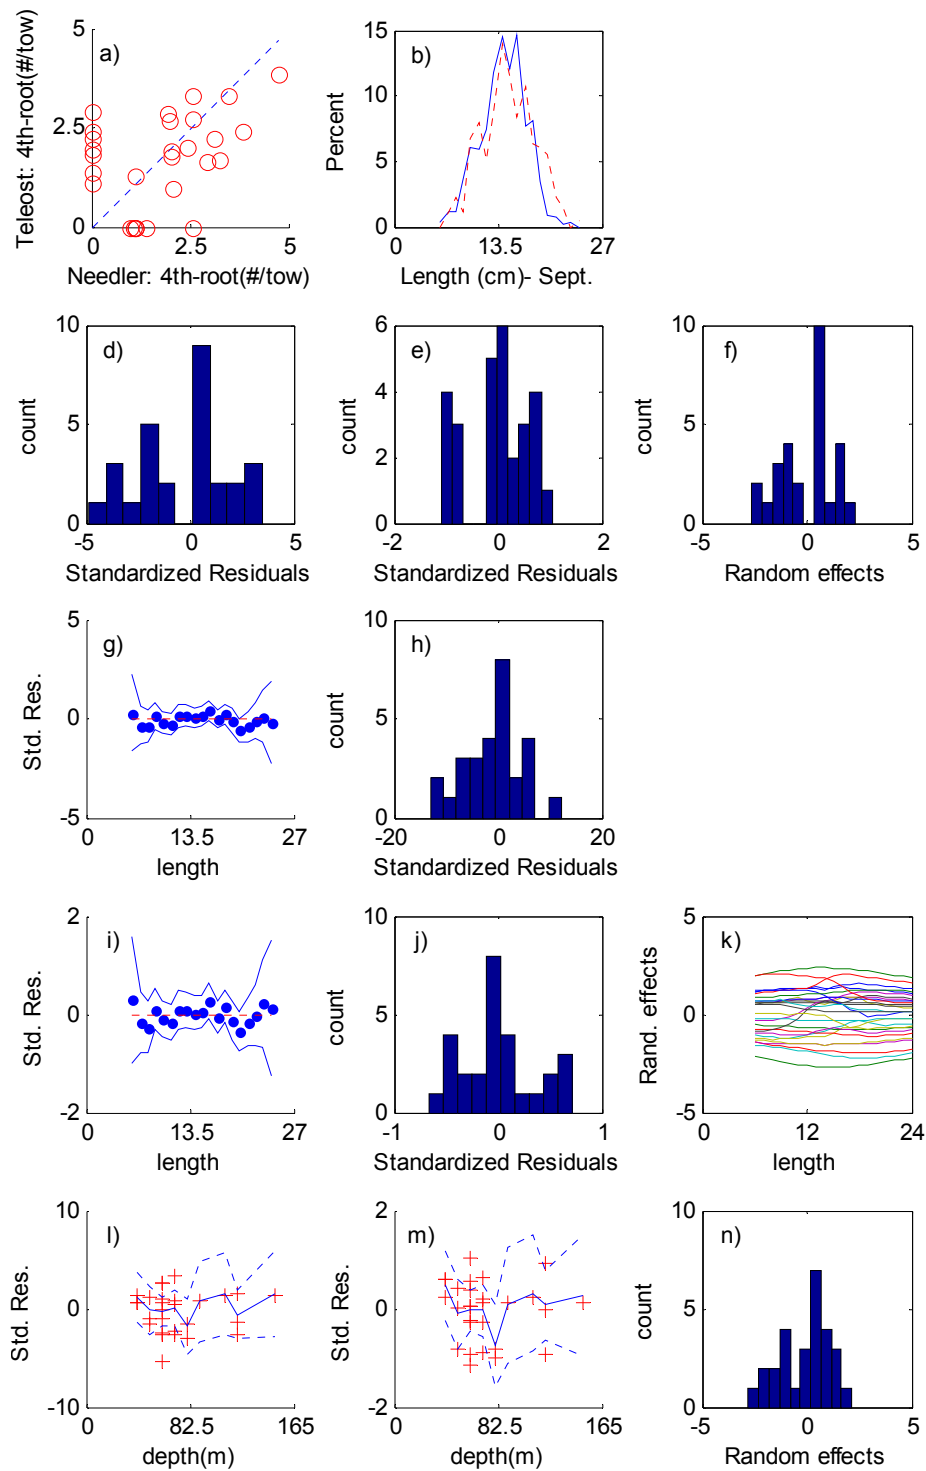 a)
Teleost: 4th-root(#/tow)
5
2.5
0
0
2.5
5
Needler: 4th-root(#/tow)
b)
Percent
15
10
5
0
0
13.5
27
Length (cm)- Sept.
d)
count
10
5
0
-5
0
5
Standardized Residuals
e)
count
6
4
2
0
-2
0
2
Standardized Residuals
f)
count
10
5
0
-5
0
5
Random effects
g)
Std. Res.
5
0
-5
0
13.5
27
length
h)
count
10
5
0
-20
0
20
Standardized Residuals
i)
Std. Res.
2
0
-2
0
13.5
27
length
j)
count
10
5
0
-1
0
1
Standardized Residuals
k)
Rand. effects
5
0
-5
0
12
24
length
l)
Std. Res.
10
0
-10
0
82.5
165
depth(m)
m)
Std. Res.
2
0
-2
0
82.5
165
depth(m)
n)
count
10
5
0
-5
0
5
Random effects